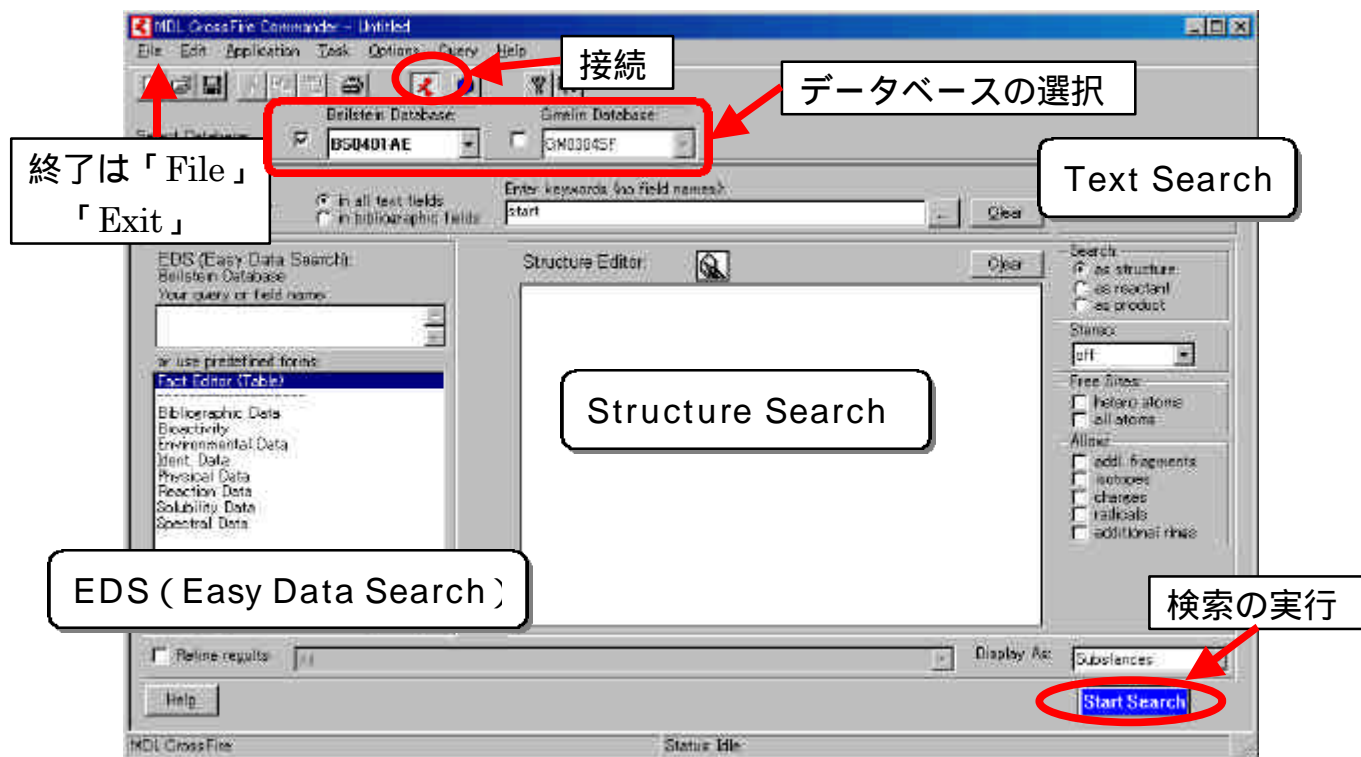 MDL CrossFire Commander - Untitled
File Edit Application Task Options Query Help
接続
データベースの選択
Beilstein Database:
Gmelin Database:
Select Database
BS0401AE
GM0304SF
終了は「File」
「Exit」
Text Search
in all text fields
in bibliographic fields
Enter keywords (no field names):
start
...
Clear
EDS (Easy Data Search):
Beilstein Database
Your query or field name:
or use predefined forms:
Fact Editor (Table)
Bibliographic Data
Bioactivity
Environmental Data
Ident. Data
Physical Data
Reaction Data
Solubility Data
Spectral Data
Structure Editor:
Clear
Structure Search
Search:
as structure
as reactant
as product
Stereo:
off
Free Sites:
hetero atoms
all atoms
Allow:
addl. fragments
isotopes
charges
radicals
additional rings
EDS（Easy Data Search）
検索の実行
Refine results:
Display As:
Substances
Help
Start Search
MDL CrossFire
Status: Idle